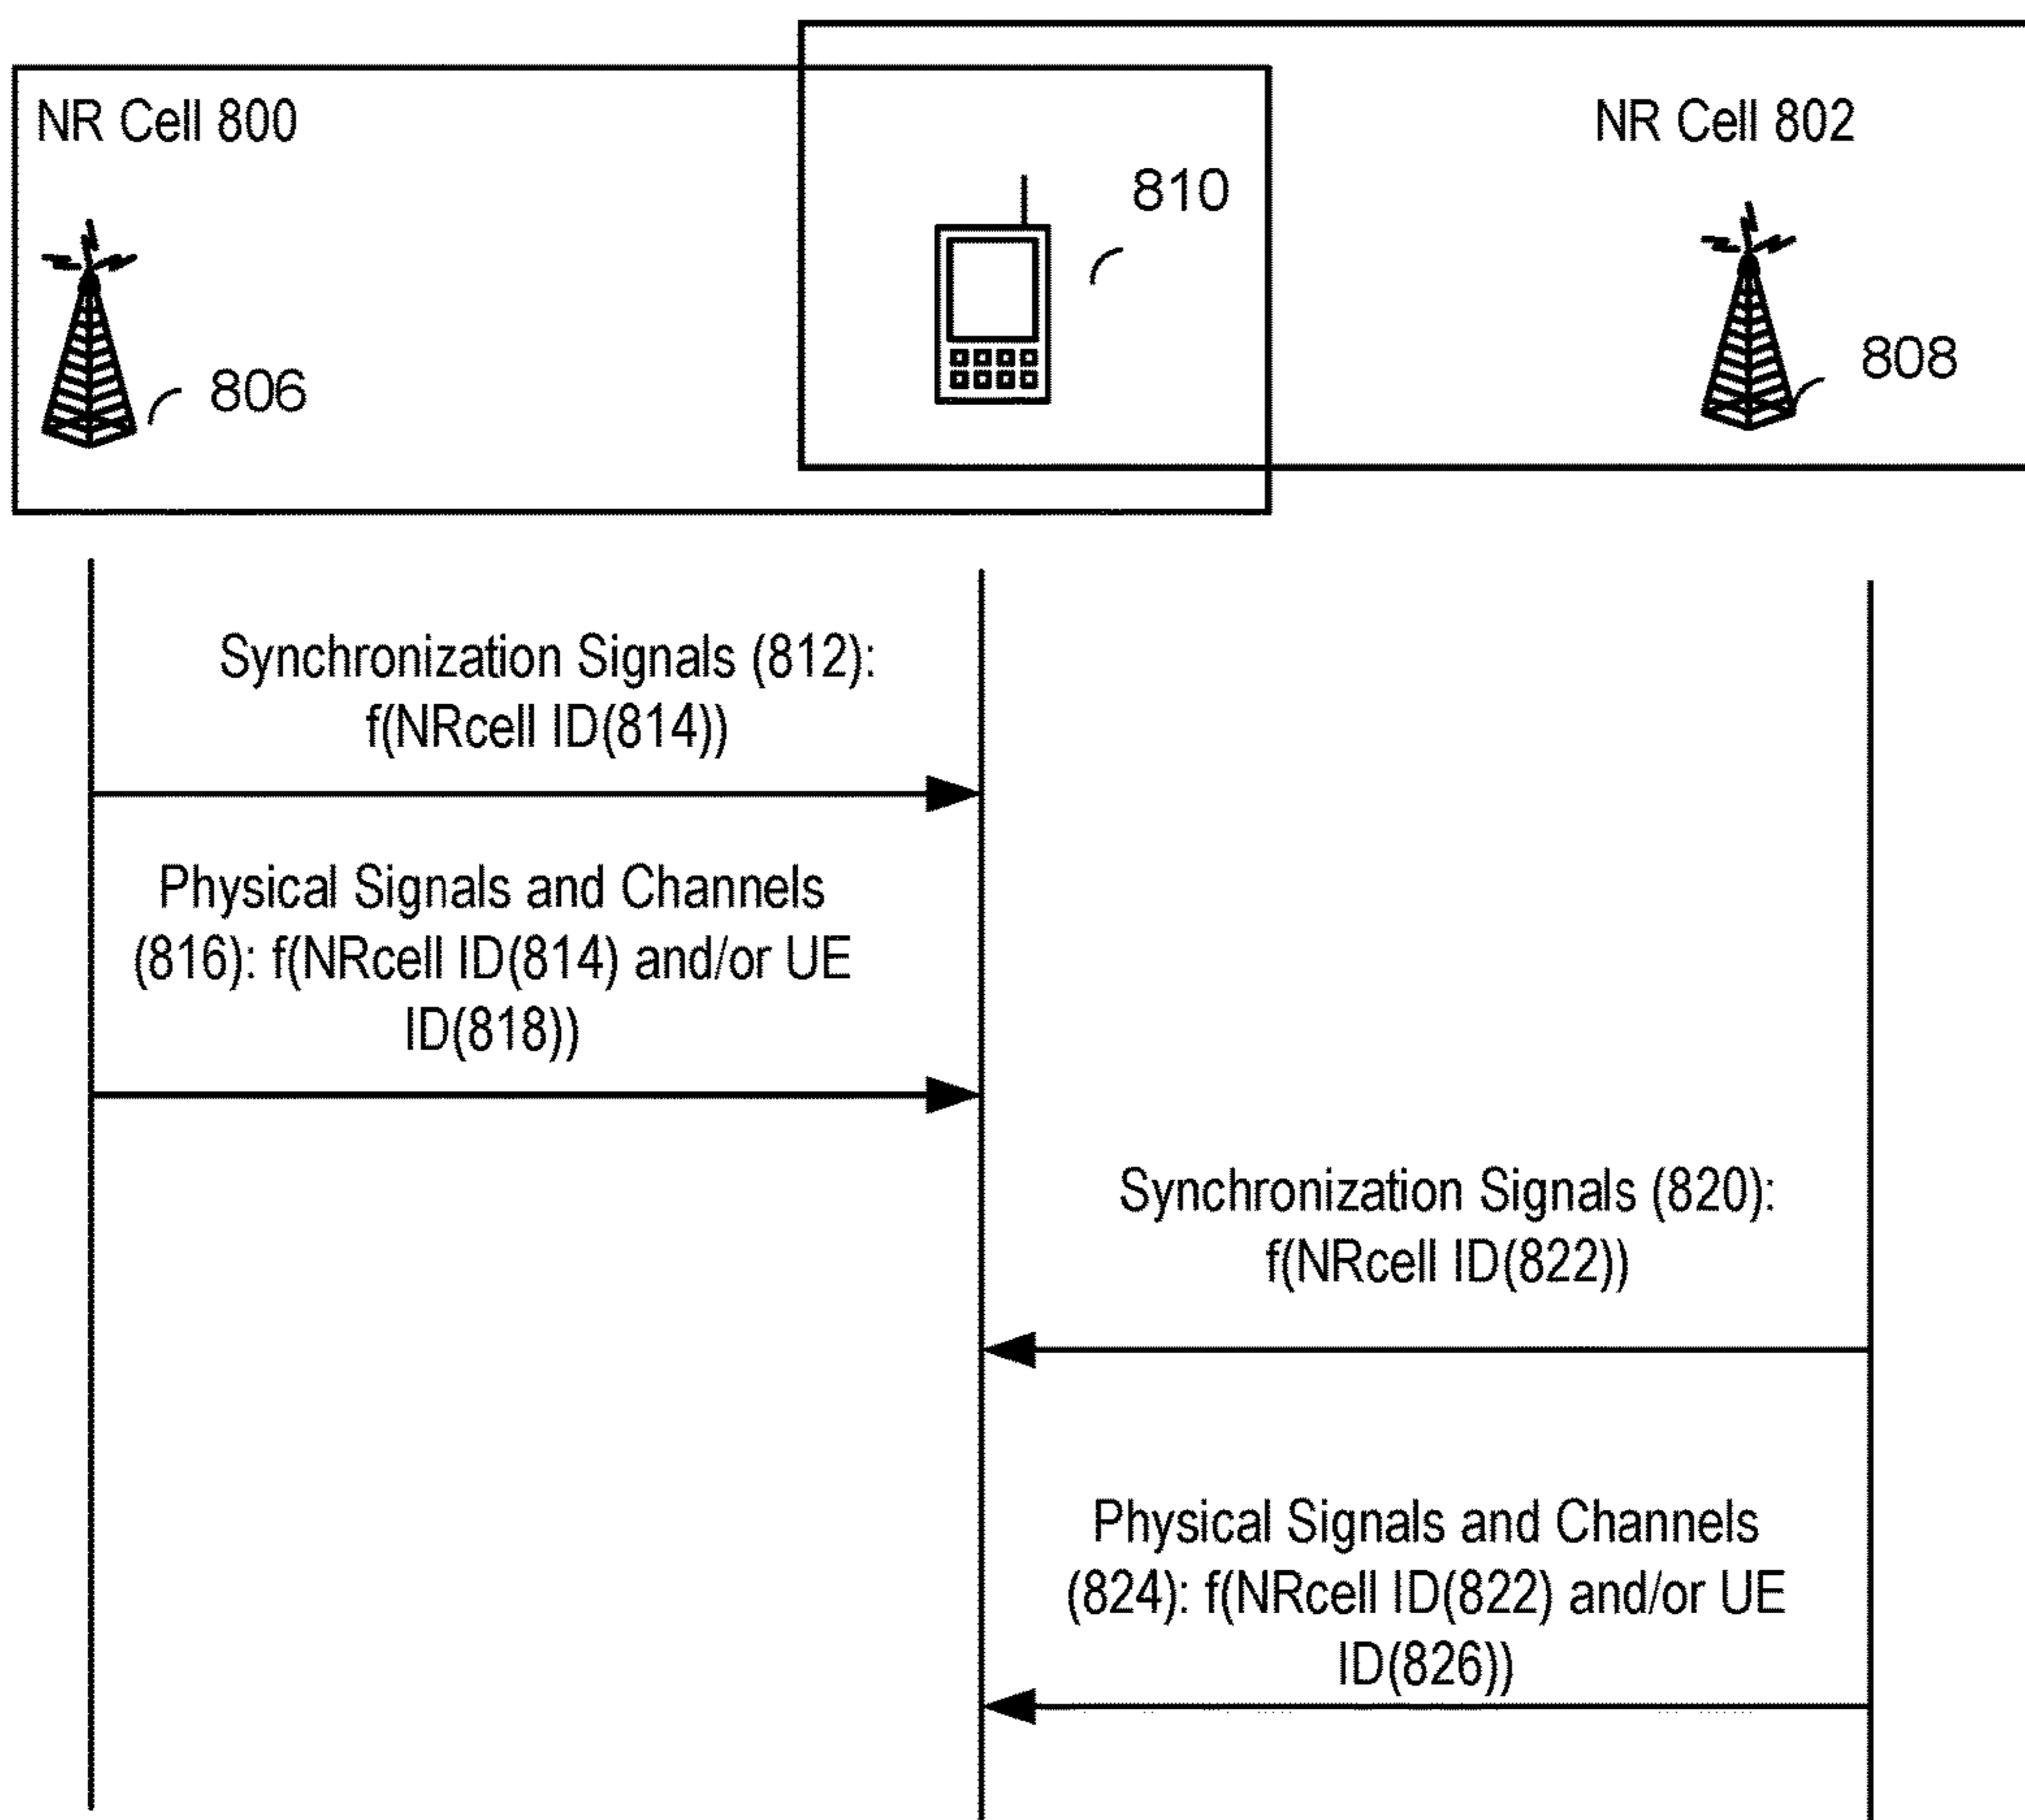 NR Cell 800
NR Cell 802
810
806
808
Synchronization Signals (812):
f(NRcell ID(814))
Physical Signals and Channels
(816): f(NRcell ID(814) and/or UE
ID(818))
Synchronization Signals (820):
f(NRcell ID(822))
Physical Signals and Channels
(824): f(NRcell ID(822) and/or UE
ID(826))